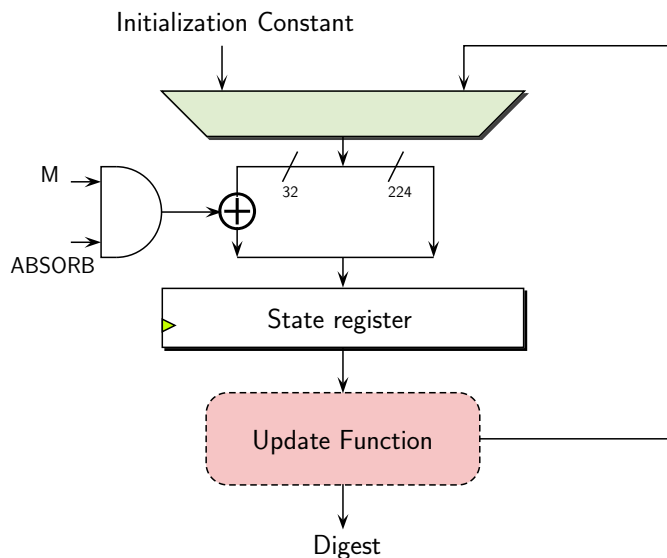 Initialization Constant
M
32
224
ABSORB
State register
Update Function
Digest